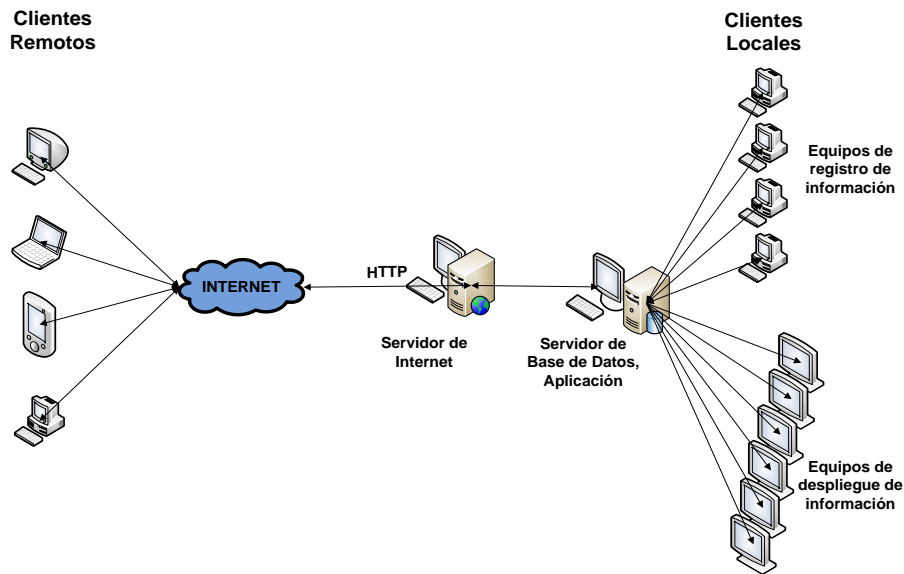 Clientes
Remotos
Clientes
Locales
Equipos de
registro de
información
INTERNET
HTTP
Servidor de
Internet
Servidor de
Base de Datos,
Aplicación
Equipos de
despliegue de
información